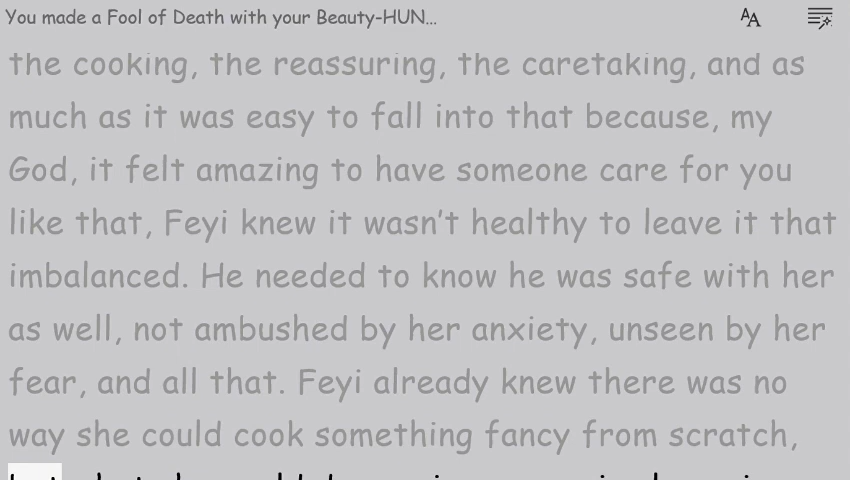 You made a Fool of Death with your Beauty-HUN...
the cooking, the reassuring, the caretaking, and as
much as it was easy to fall into that because, my
God, it felt amazing to have someone care for you
like that, Feyi knew it wasn't healthy to leave it that
imbalanced. He needed to know he was safe with her
as well, not ambushed by her anxiety, unseen by her
fear, and all that. Feyi already knew there was no
way she could cook something fancy from scratch,